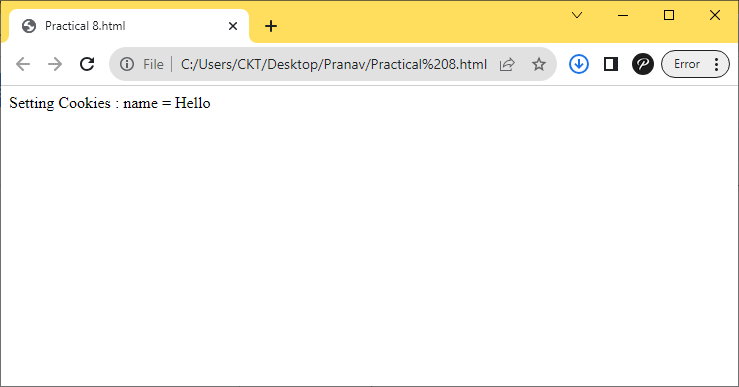 Practical 8.html
File C:/Users/CKT/Desktop/Pranav/Practical%208.html Error
Setting Cookies : name = Hello